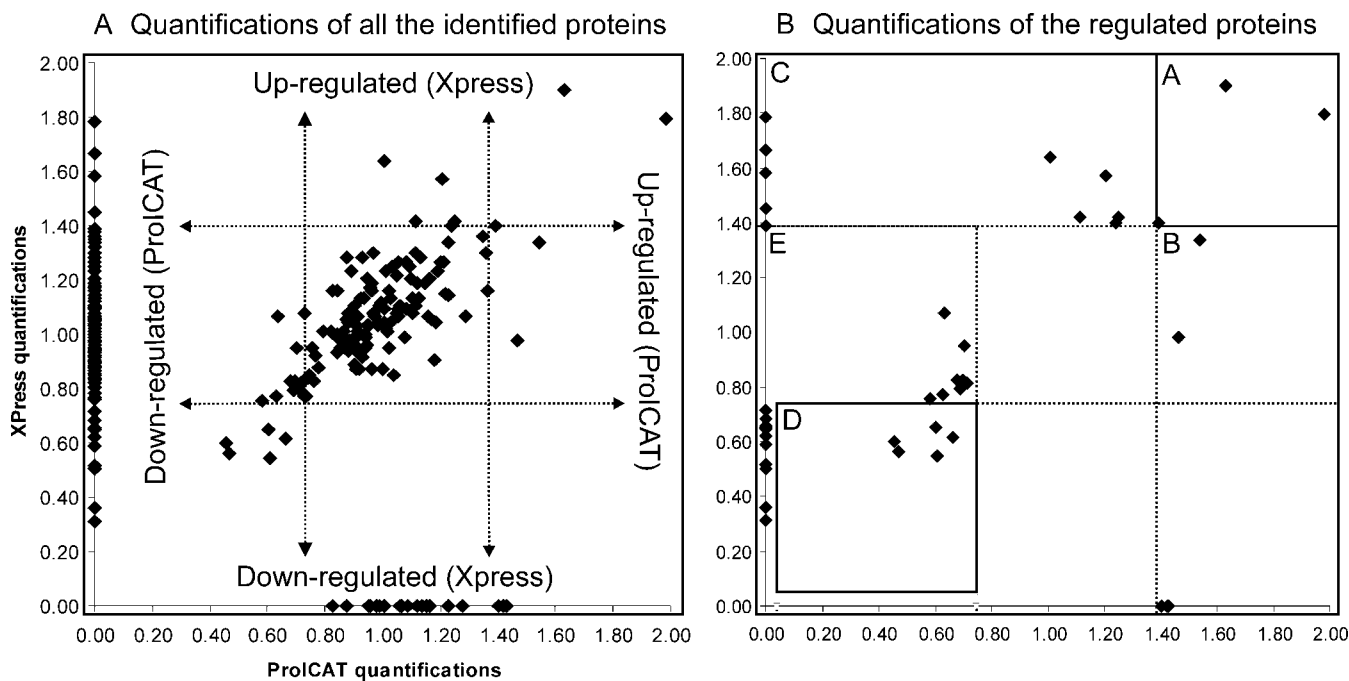 A Quantifications of all the identified proteins
B Quantifications of the regulated proteins
XPress quantifications
2.00
1.80
1.60
1.40
1.20
1.00
0.80
0.60
0.40
0.20
0.00
Up-regulated (Xpress)
Down-regulated (ProICAT)
Up-regulated (ProICAT)
Down-regulated (Xpress)
0.00 0.20 0.40 0.60 0.80 1.00 1.20 1.40 1.60 1.80 2.00
ProICAT quantifications
2.00
1.80
1.60
1.40
1.20
1.00
0.80
0.60
0.40
0.20
0.00
C
A
E
B
D
0.00 0.20 0.40 0.60 0.80 1.00 1.20 1.40 1.60 1.80 2.00